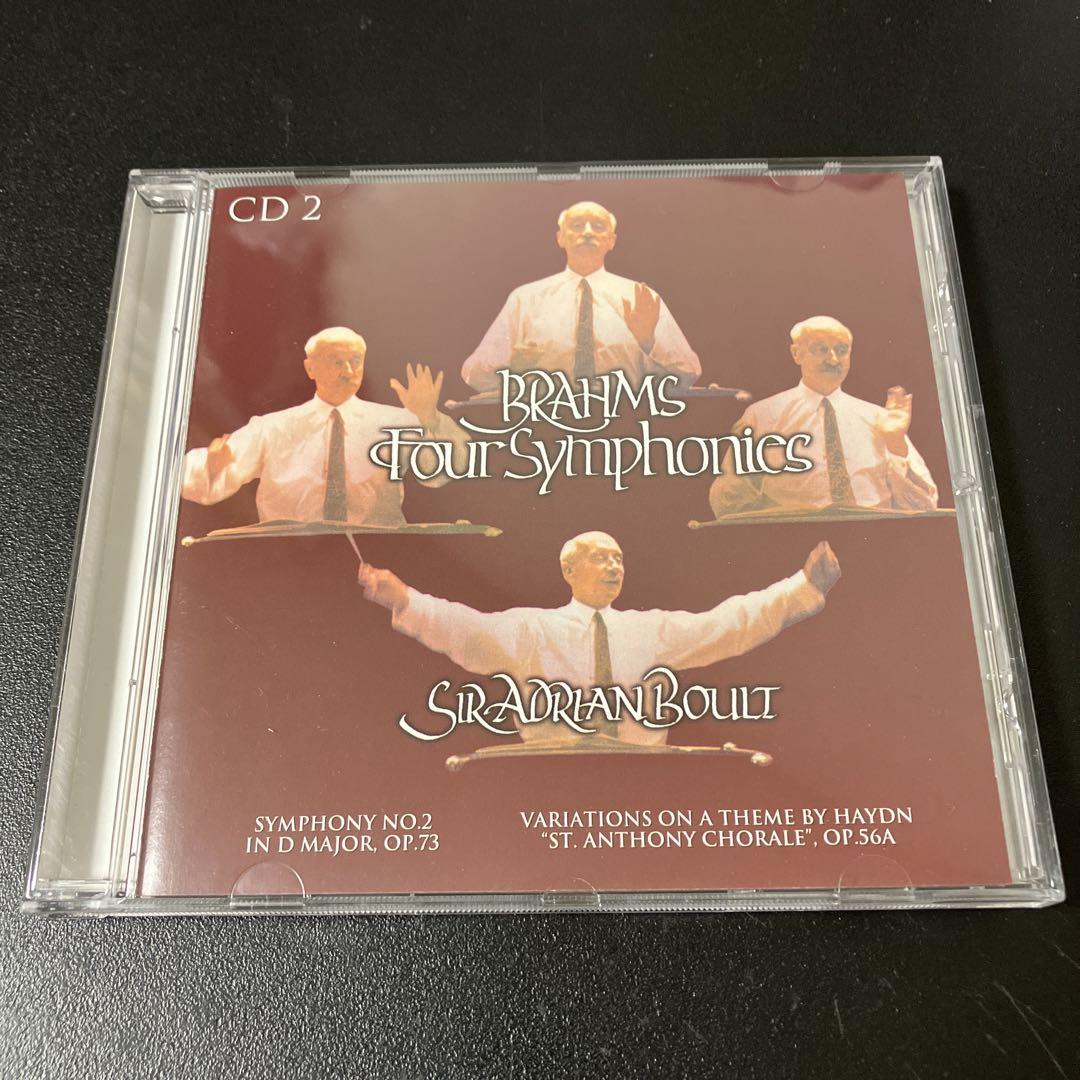 CD 2
BRAHMS
Four Symphonies
SIR ADRIAN BOULT
SYMPHONY NO.2
IN D MAJOR, OP.73
VARIATIONS ON A THEME BY HAYDN
“ST. ANTHONY CHORALE”, OP.56A